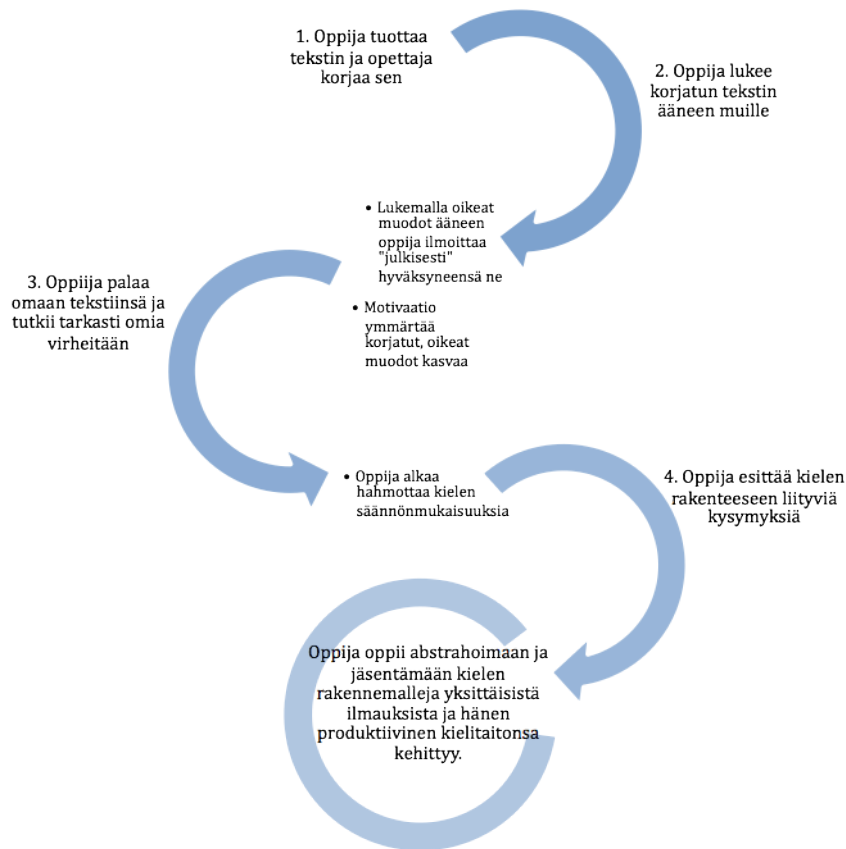 1. Oppija tuottaa
tekstin ja opettaja
korjaa sen
2. Oppija lukee
korjatun tekstin
ääneen muille
• Lukemalla oikeat
muodot ääneen
oppija ilmoittaa
"julkisesti"
hyväksyneensä ne
• Motivaatio
ymmärtää
korjatut, oikeat
muodot kasvaa
3. Oppiija palaa
omaan tekstiinsä ja
tutkii tarkasti omia
virheitään
• Oppija alkaa
hahmottaa kielen
säännönmukaisuuksia
4. Oppija esittää kielen
rakenteeseen liityviä
kysymyksiä
Oppija oppii abstrahoimaan ja
jäsentämään kielen
rakennemalleja yksittäisistä
ilmauksista ja hänen
produktiivinen kielitaitonsa
kehittyy.